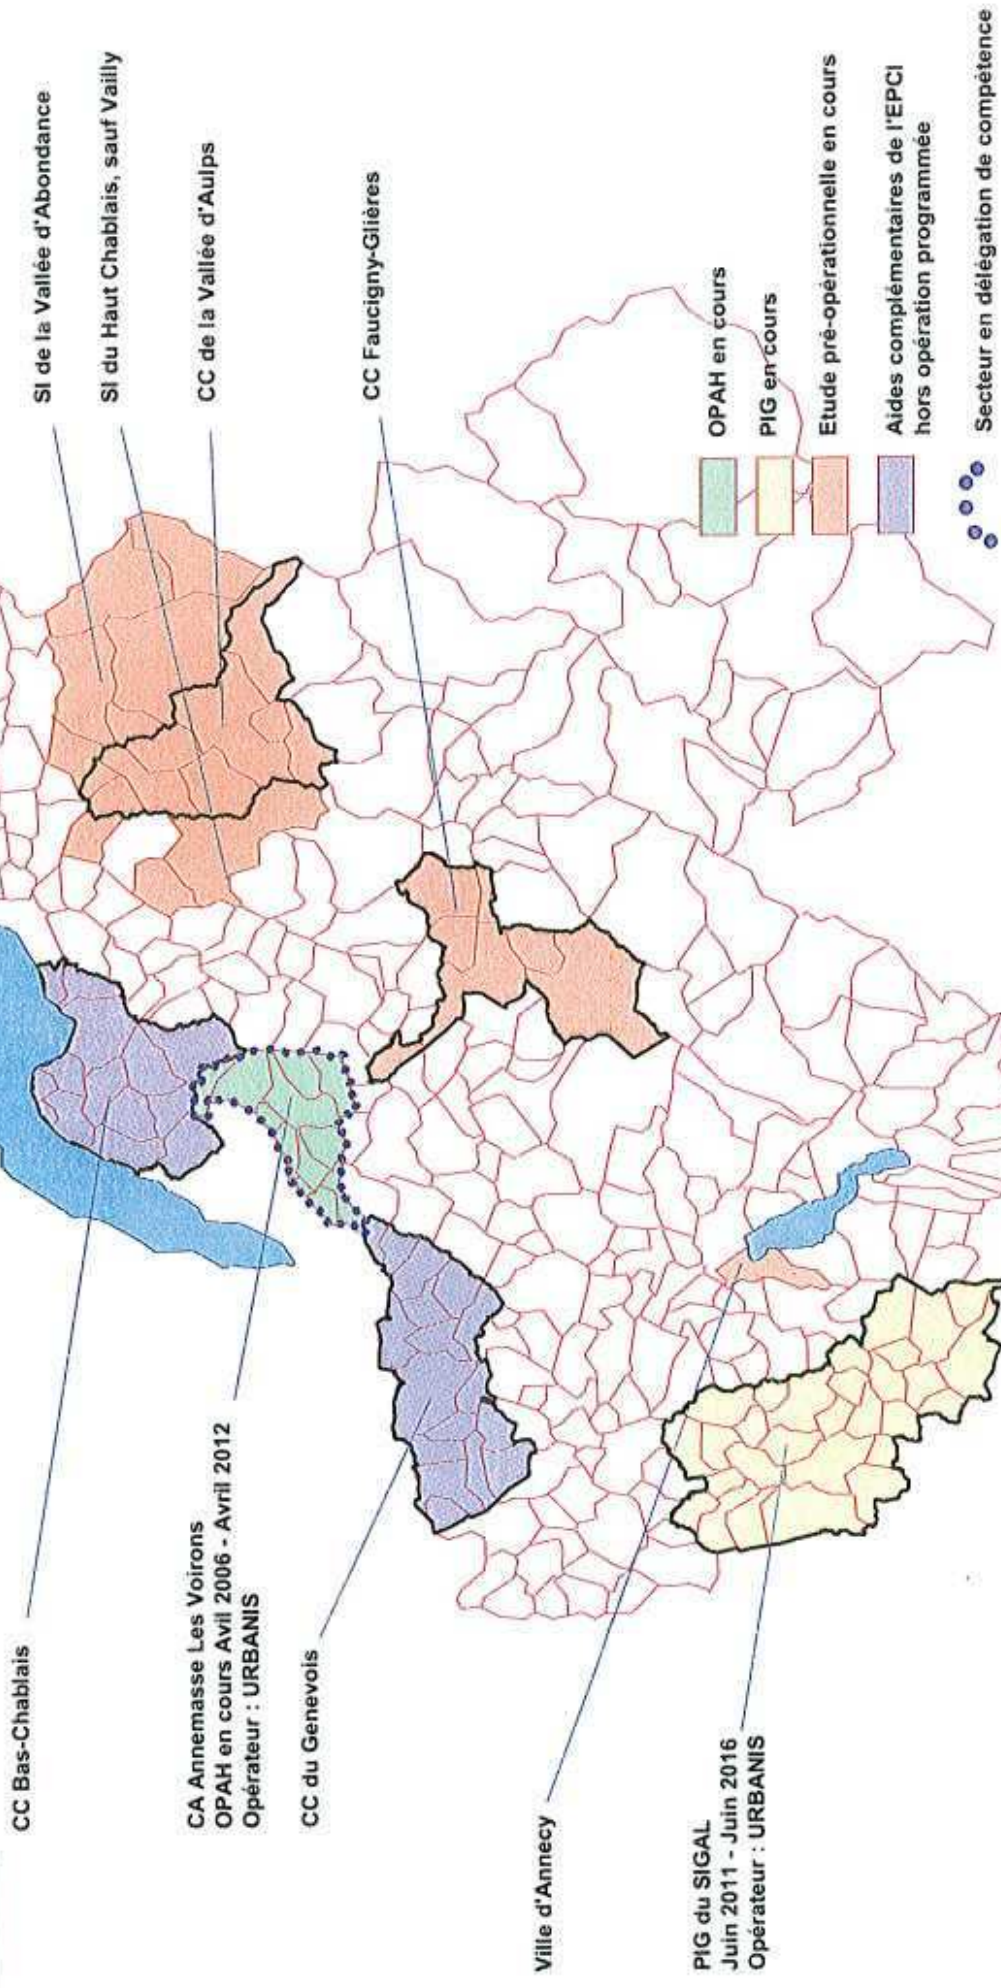 SI de la Vallée d'Abondance
SI du Haut Chablais, sauf Vailly
CC de la Vallée d'Aulps
CC Faucigny-Glières
CC Bas-Chablais
CA Annemasse Les Voirons
OPAH en cours Avil 2006 - Avril 2012
Opérateur : URBANIS
CC du Genevois
Ville d'Annecy
PIG du SIGAL
Juin 2011 - Juin 2016
Opérateur : URBANIS
OPAH en cours
PIG en cours
Etude pré-opérationnelle en cours
Aides complémentaires de l'EPCI
hors opération programmée
Secteur en délégation de compétence